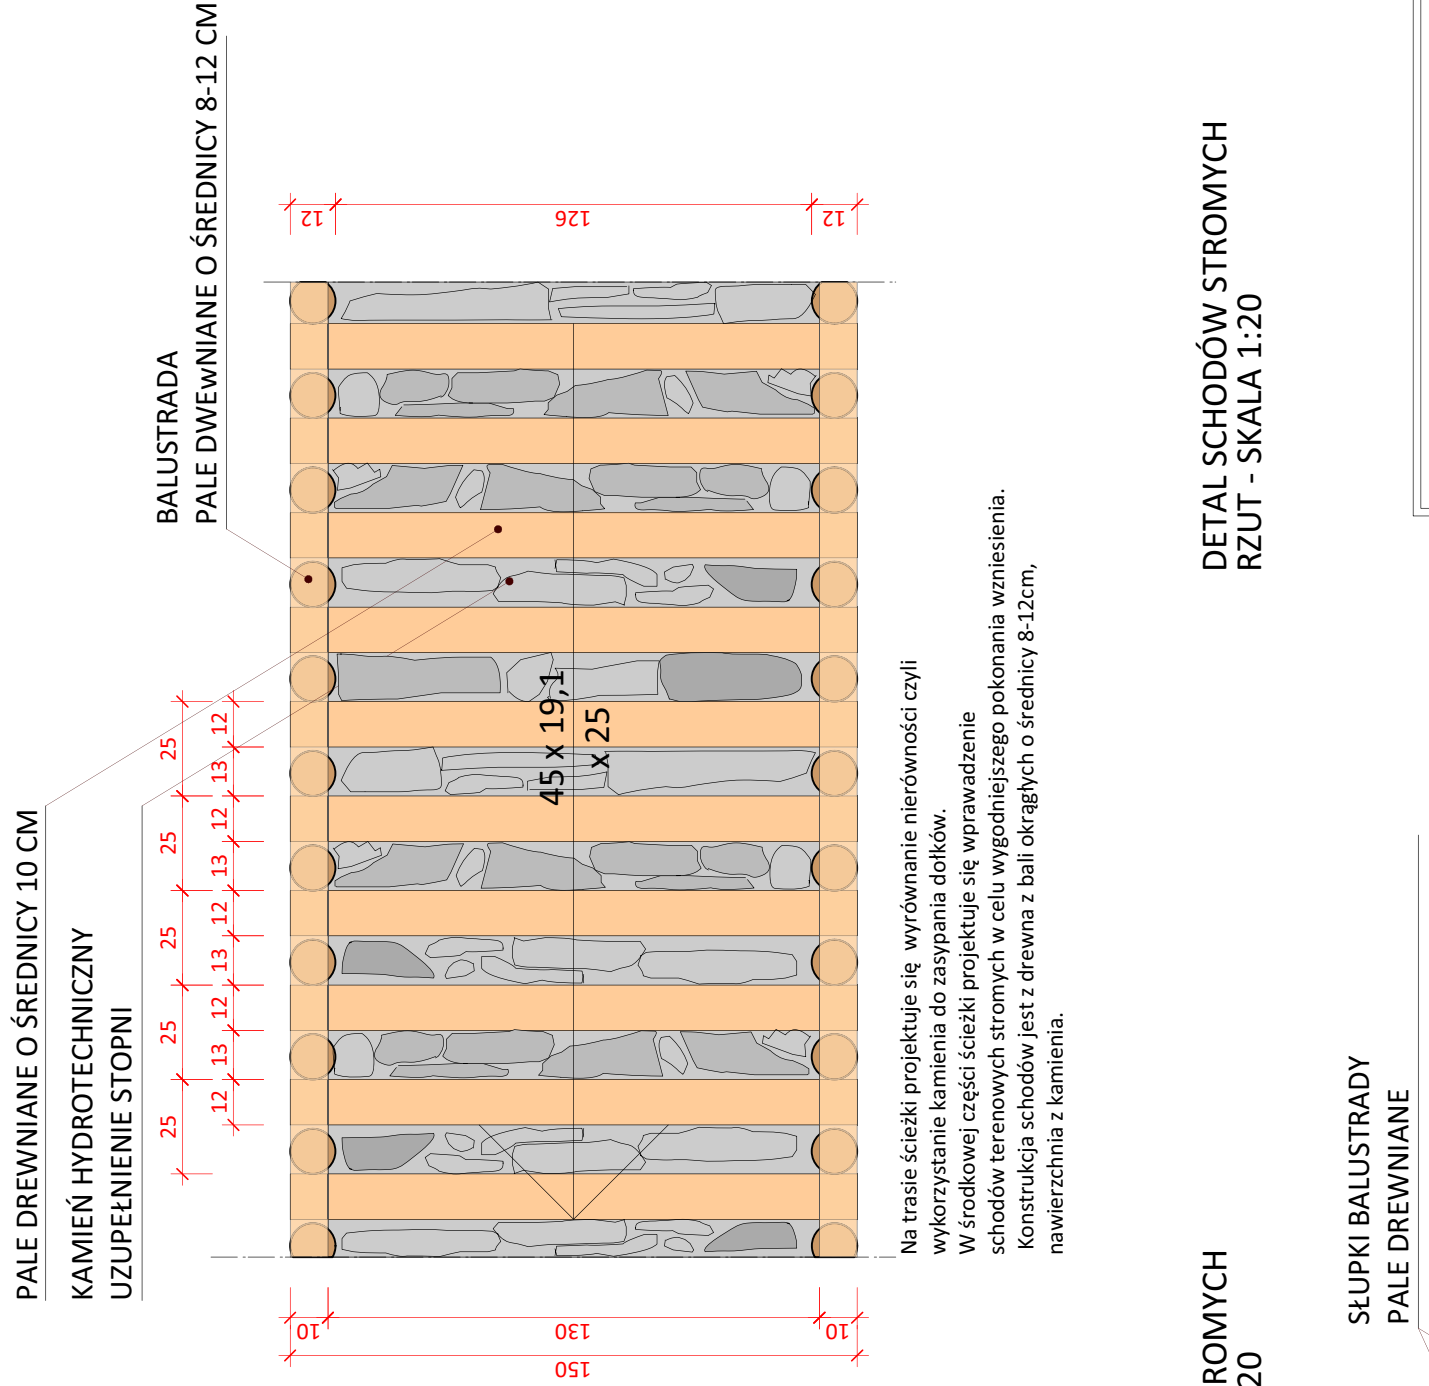 PALE DREWNIANE O ŚREDNICY 10 CM
KAMIEŃ HYDROTECHNICZNY
UZUPEŁNIENIE STOPNI
BALUSTRADA
PALE DWEwNIANE O ŚREDNICY 8-12 CM
25
25
25
25
25
12
13
12
13
12
13
12
13
12
12
126
12
10
130
10
150
45 x 19,1
x 25
Na trasie ścieżki projektuje się wyrównanie nierówności czyli
wykorzystanie kamienia do zasypania dołków.
W środkowej części ścieżki projektuje się wprawadzenie
schodów terenowych stromych w celu wygodniejszego pokonania wzniesienia.
Konstrukcja schodów jest z drewna z bali okrągłych o średnicy 8-12cm,
nawierzchnia z kamienia.
DETAL SCHODÓW STROMYCH
RZUT - SKALA 1:20
ROMYCH
20
SŁUPKI BALUSTRADY
PALE DREWNIANE